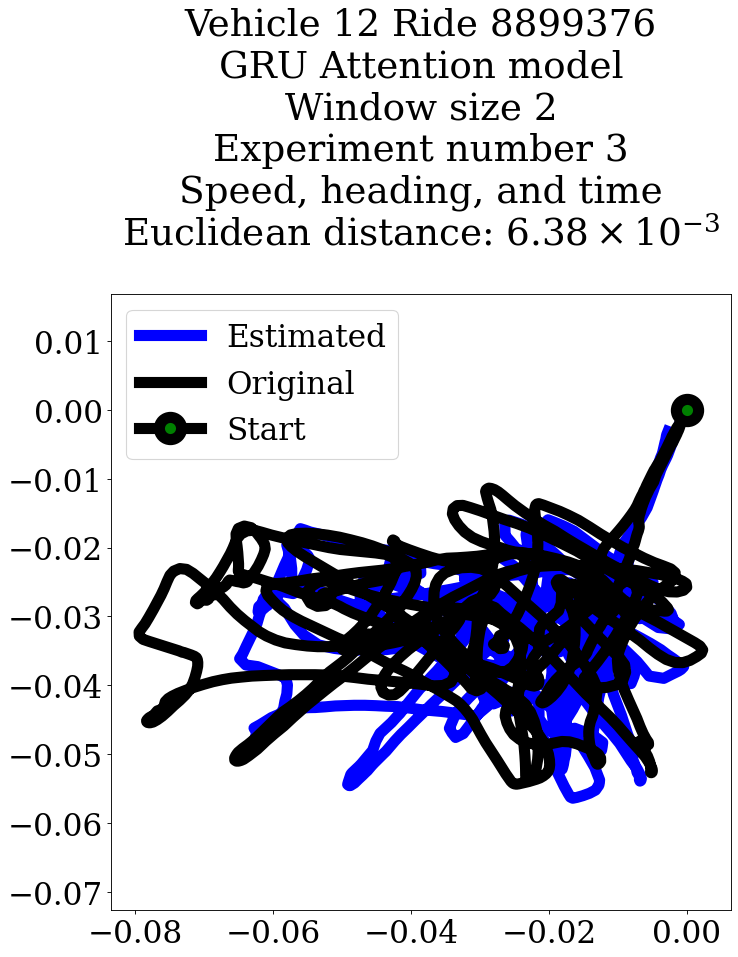 Vehicle 12 Ride 8899376
GRU Attention model
Window size 2
Experiment number 3
Speed, heading, and time
Euclidean distance: 6.38 × 10⁻³
Estimated
Original
Start
0.01
0.00
−0.01
−0.02
−0.03
−0.04
−0.05
−0.06
−0.07
−0.08 −0.06 −0.04 −0.02 0.00